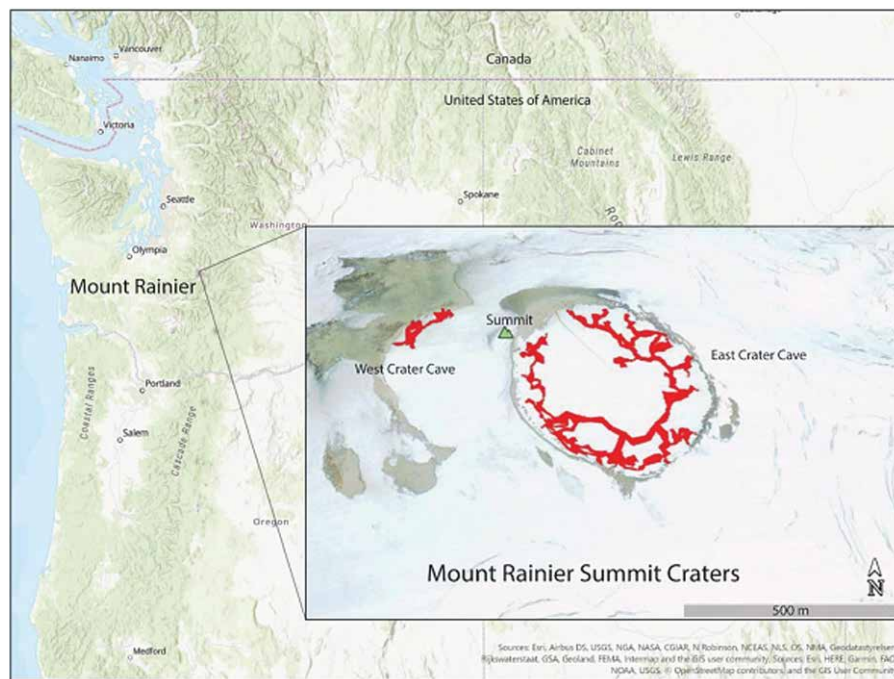 Nanaimo
Vancouver
Canada
United States of America
Victoria
Cabinet
Mountains
Lewis Range
Seattle
Spokane
Roc
Washington
Olympia
Mount Rainier
Summit
West Crater Cave
East Crater Cave
Portland
Coastal Ranges
Cascade Range
Salem
Oregon
Mount Rainier Summit Craters
N
500 m
Medford
Sources: Esri, Airbus DS, USGS, NGA, NASA, CGIAR, N Robinson, NCEAS, NLS, OS, NMA, Geodatastyrelsen
Rijkswaterstaat, GSA, Geoland, FEMA, Intermap and the GIS user community, Sources: Esri, HERE, Garmin, FAO
NOAA, USGS, © OpenStreetMap contributors, and the GIS User Community